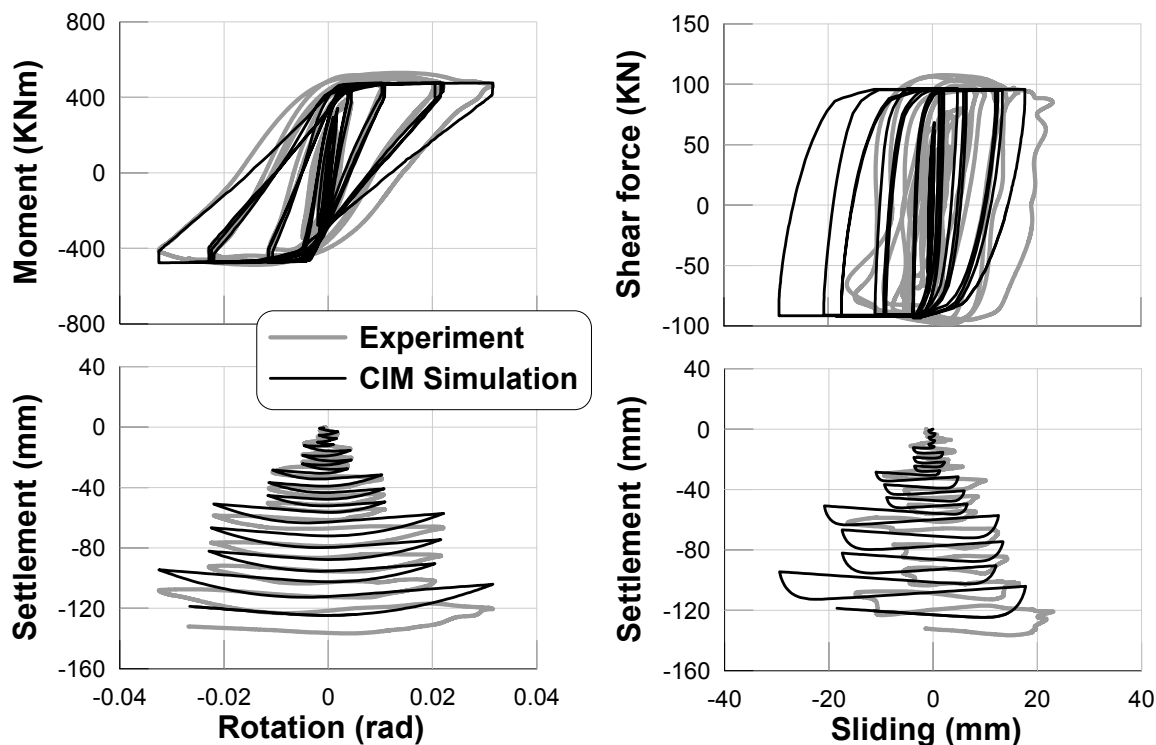 800
400
0
-400
-800
Moment (KNm)
150
100
50
0
-50
-100
Shear force (KN)
Experiment
CIM Simulation
40
0
-40
-80
-120
-160
Settlement (mm)
-0.04 -0.02 0 0.02 0.04
Rotation (rad)
40
0
-40
-80
-120
-160
Settlement (mm)
-40 -20 0 20 40
Sliding (mm)